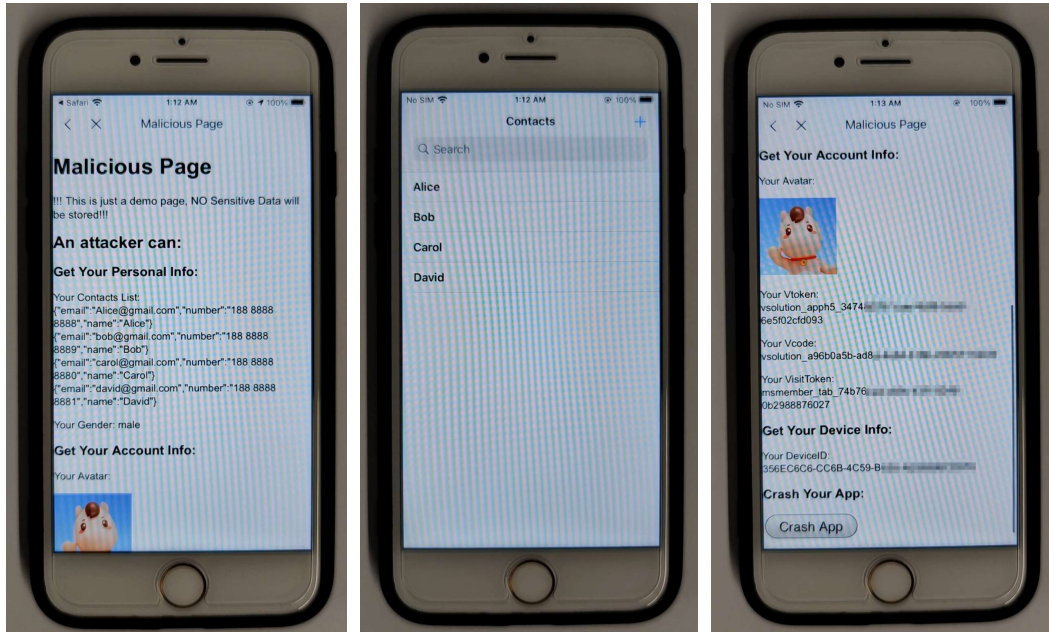 Safari
1:12 AM
100%
Malicious Page
Malicious Page
!!! This is just a demo page, NO Sensitive Data will
be stored!!!
An attacker can:
Get Your Personal Info:
Your Contacts List:
{"email":"Alice@gmail.com","number":"188 8888
8888","name":"Alice"}
{"email":"bob@gmail.com","number":"188 8888
8889","name":"Bob"}
{"email":"carol@gmail.com","number":"188 8888
8880","name":"Carol"}
{"email":"david@gmail.com","number":"188 8888
8881","name":"David"}
Your Gender: male
Get Your Account Info:
Your Avatar:
No SIM
1:12 AM
100%
Contacts
+
Search
Alice
Bob
Carol
David
No SIM
1:13 AM
100%
Malicious Page
Get Your Account Info:
Your Avatar:
Your Vtoken:
vsolution_apph5_3474
6e5f02cfd093
Your Vcode:
vsolution_a96b0a5b-ad8
Your VisitToken:
msmember_tab_74b76
0b2988876027
Get Your Device Info:
Your DeviceID:
356EC6C6-CC6B-4C59-B
Crash Your App:
Crash App